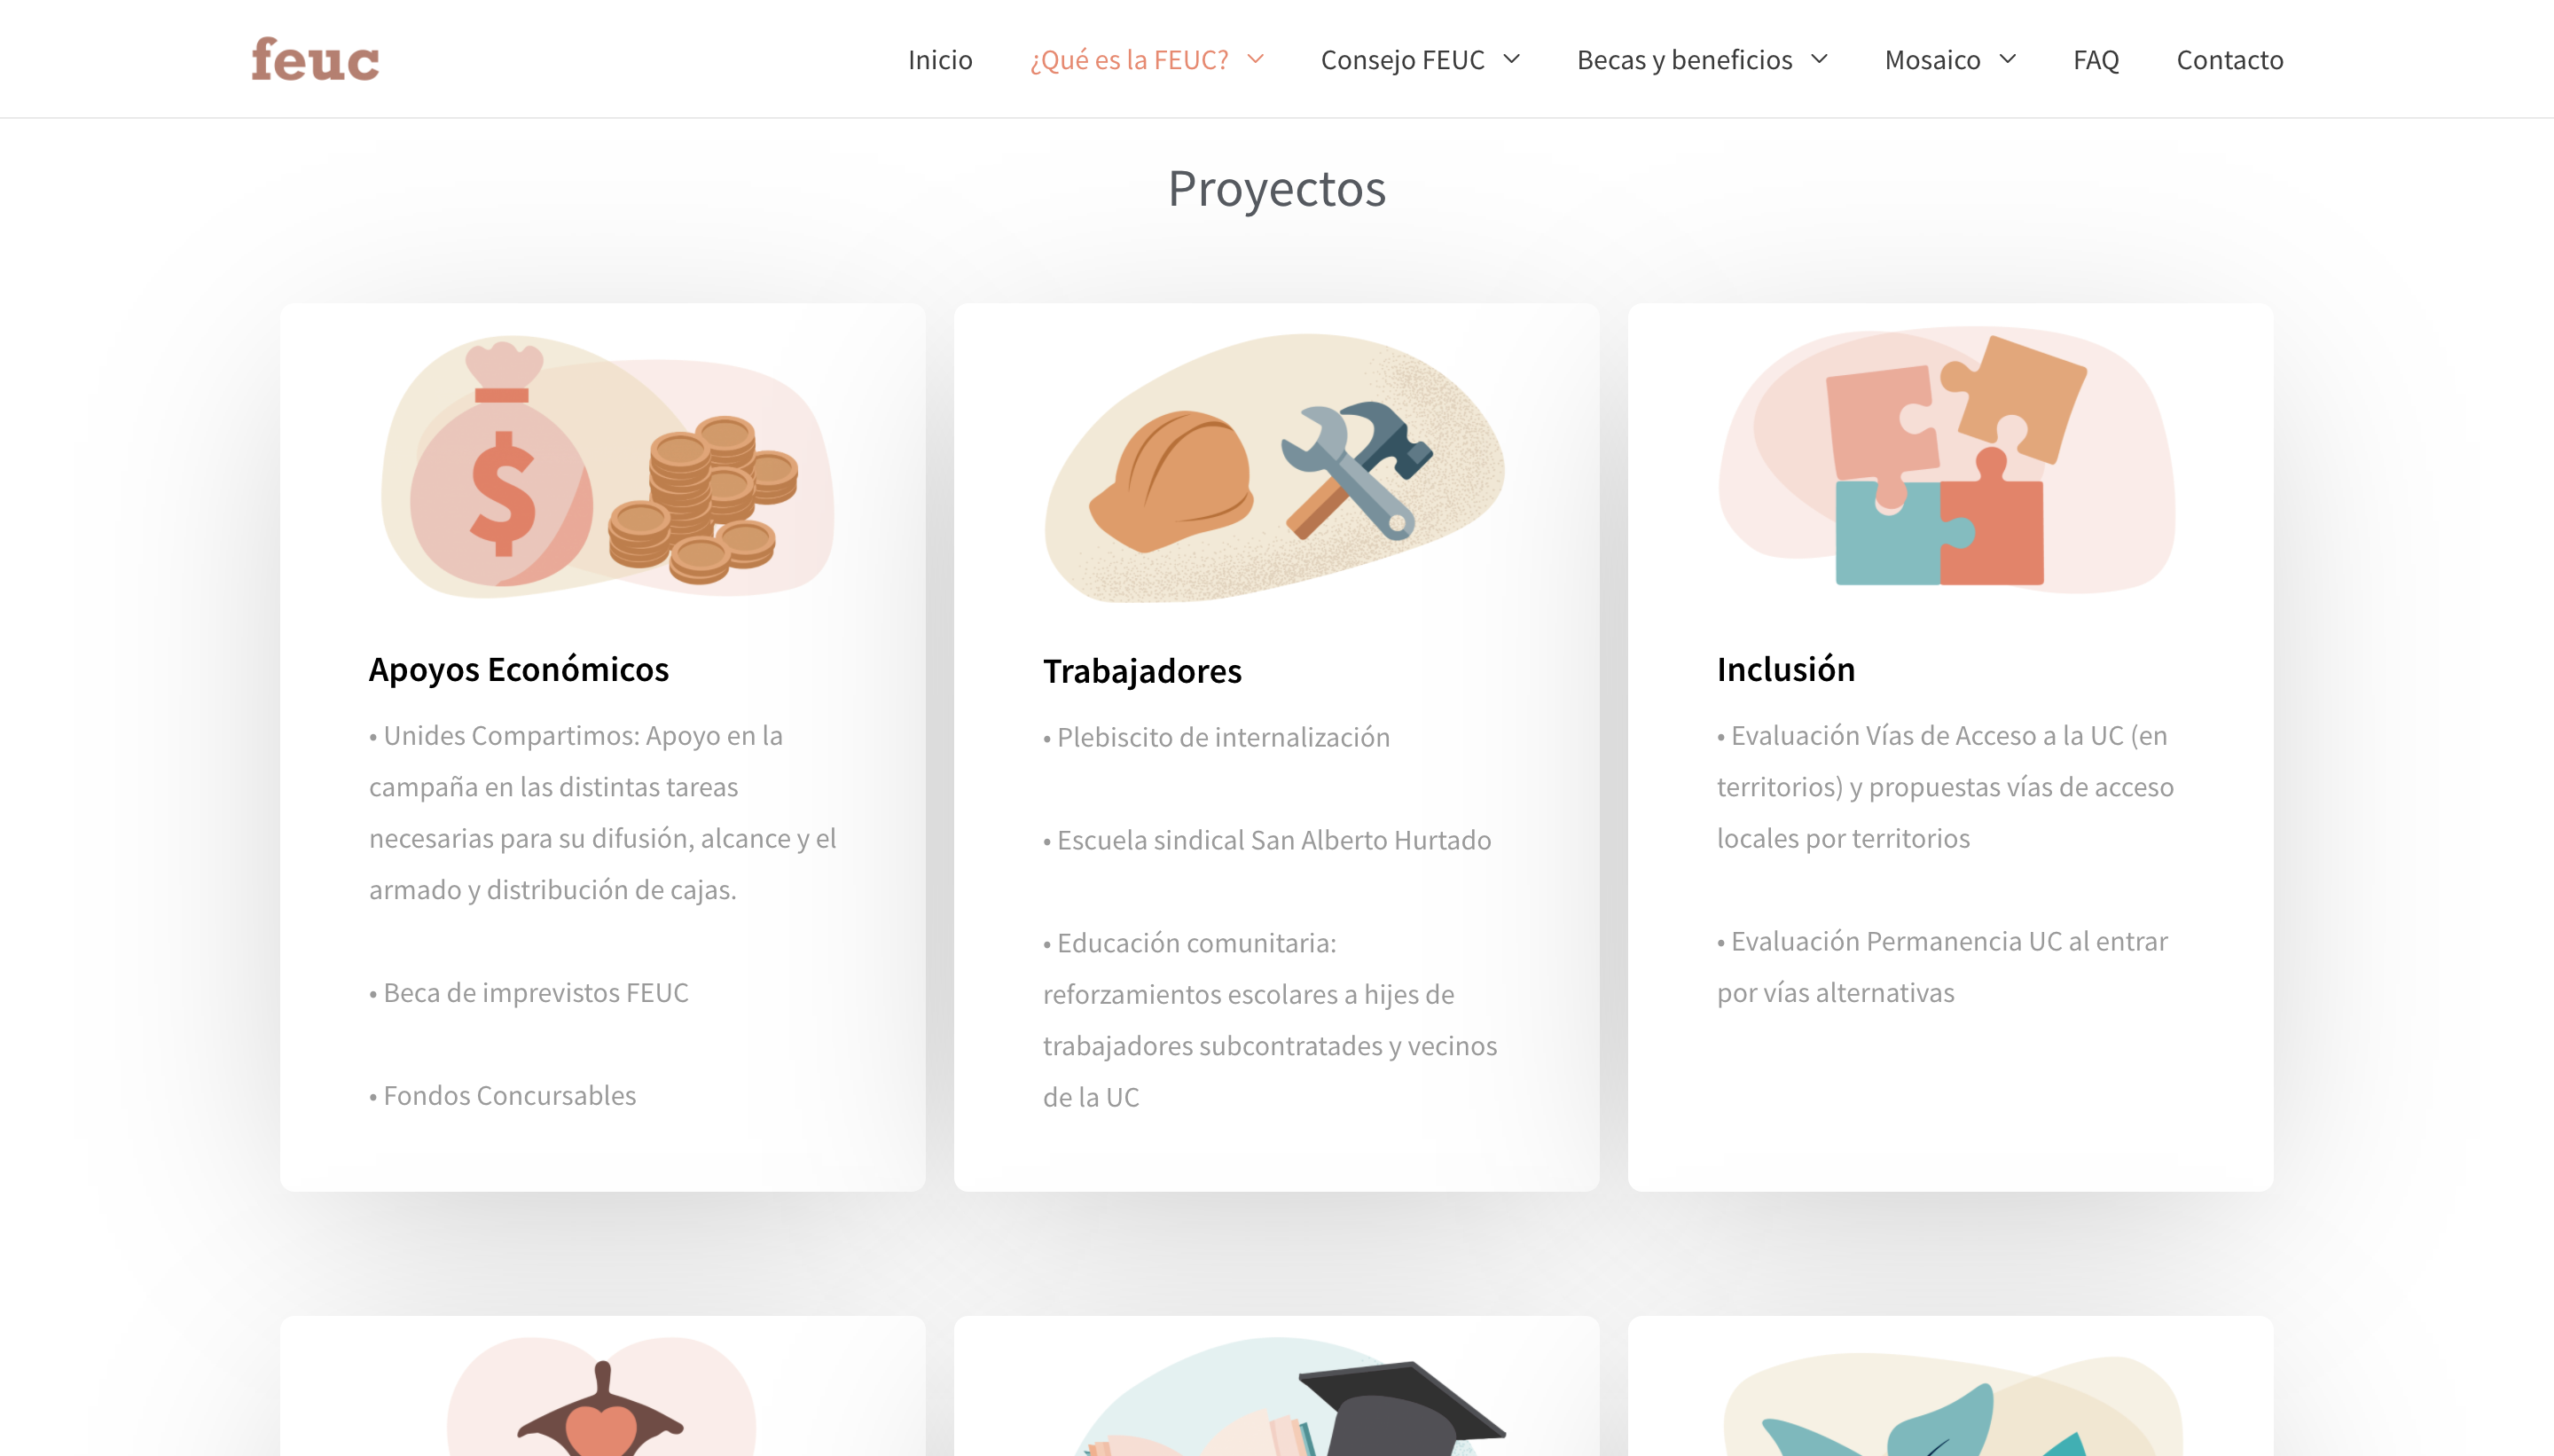 feuc
Inicio
¿Qué es la FEUC?
Consejo FEUC
Becas y beneficios
Mosaico
FAQ
Contacto
Proyectos
$
Apoyos Económicos
• Unides Compartimos: Apoyo en la
campaña en las distintas tareas
necesarias para su difusión, alcance y el
armado y distribución de cajas.
• Beca de imprevistos FEUC
• Fondos Concursables
Trabajadores
• Plebiscito de internalización
• Escuela sindical San Alberto Hurtado
• Educación comunitaria:
reforzamientos escolares a hijes de
trabajadores subcontratades y vecinos
de la UC
Inclusión
• Evaluación Vías de Acceso a la UC (en
territorios) y propuestas vías de acceso
locales por territorios
• Evaluación Permanencia UC al entrar
por vías alternativas